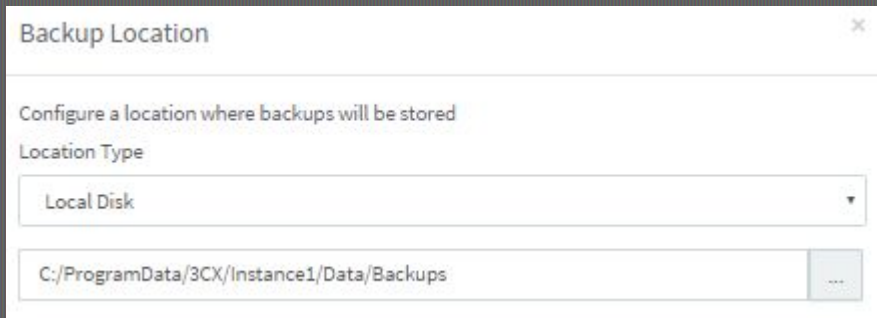 Backup Location
Configure a location where backups will be stored
Location Type
Local Disk
C:/ProgramData/3CX/Instance1/Data/Backups
...